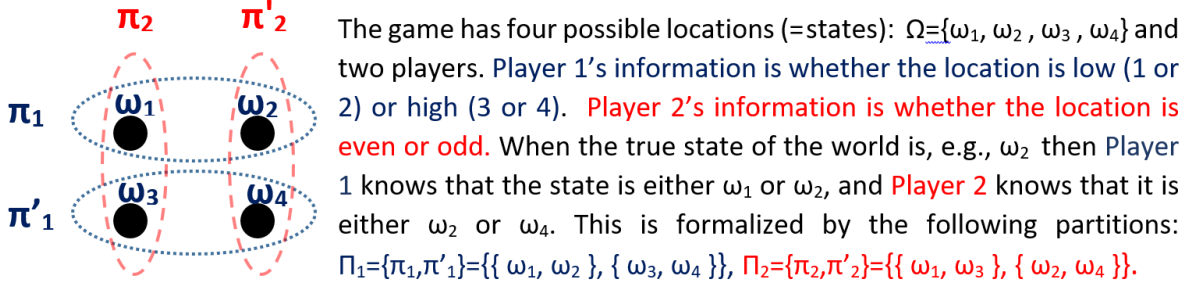 π2 π'2
π1 ω1 ω2
π'1 ω3 ω4
The game has four possible locations (=states): Ω={ω1, ω2 , ω3 , ω4} and
two players. Player 1's information is whether the location is low (1 or
2) or high (3 or 4). Player 2's information is whether the location is
even or odd. When the true state of the world is, e.g., ω2 then Player
1 knows that the state is either ω1 or ω2, and Player 2 knows that it is
either ω2 or ω4. This is formalized by the following partitions:
Π1={π1,π'1}={{ ω1, ω2 }, { ω3, ω4 }}, Π2={π2,π'2}={{ ω1, ω3 }, { ω2, ω4 }}.